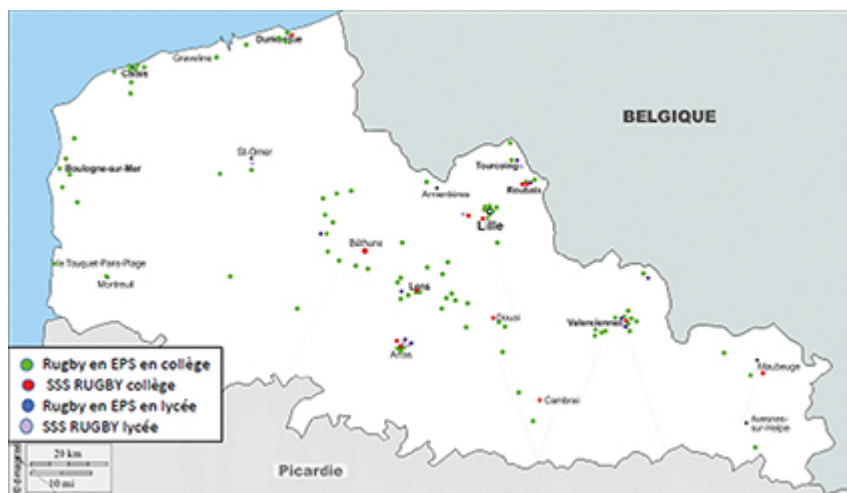 Dunkerque
Graveline
Calais
BELGIQUE
St-Omer
Tourcoing
Boulogne-sur-Mer
Armentières
Roubaix
Lille
Béthune
le Touquet-Paris-Plage
Montreuil
Lens
Douai
Valenciennes
Arras
Maubeuge
Cambrai
Avesnes-
sur-Helpe
Rugby en EPS en collège
SSS RUGBY collège
Rugby en EPS en lycée
SSS RUGBY lycée
20 km
10 mi
Picardie